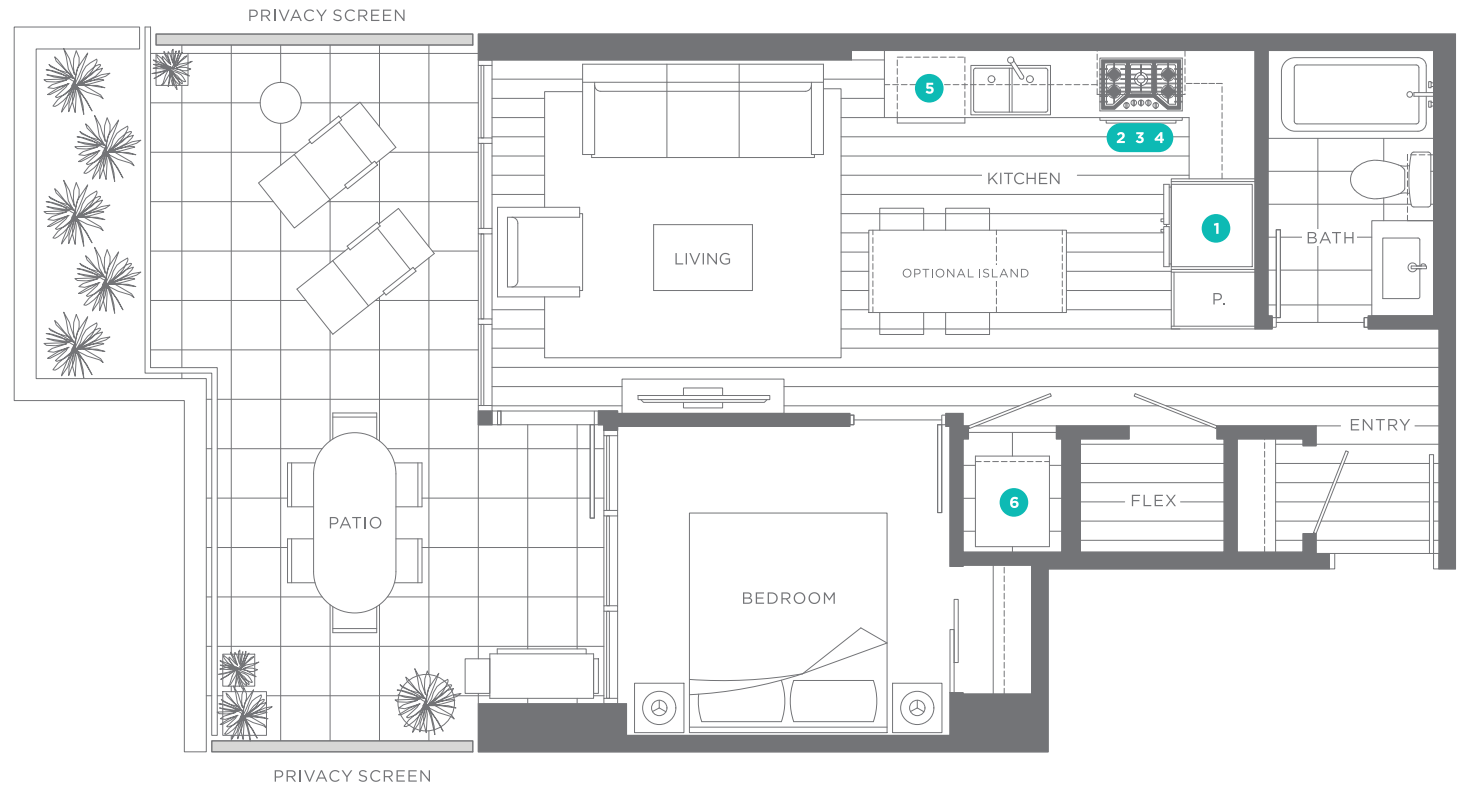 PRIVACY SCREEN
5
2 3 4
KITCHEN
1
BATH
LIVING
OPTIONAL ISLAND
P.
ENTRY
6
FLEX
PATIO
BEDROOM
PRIVACY SCREEN